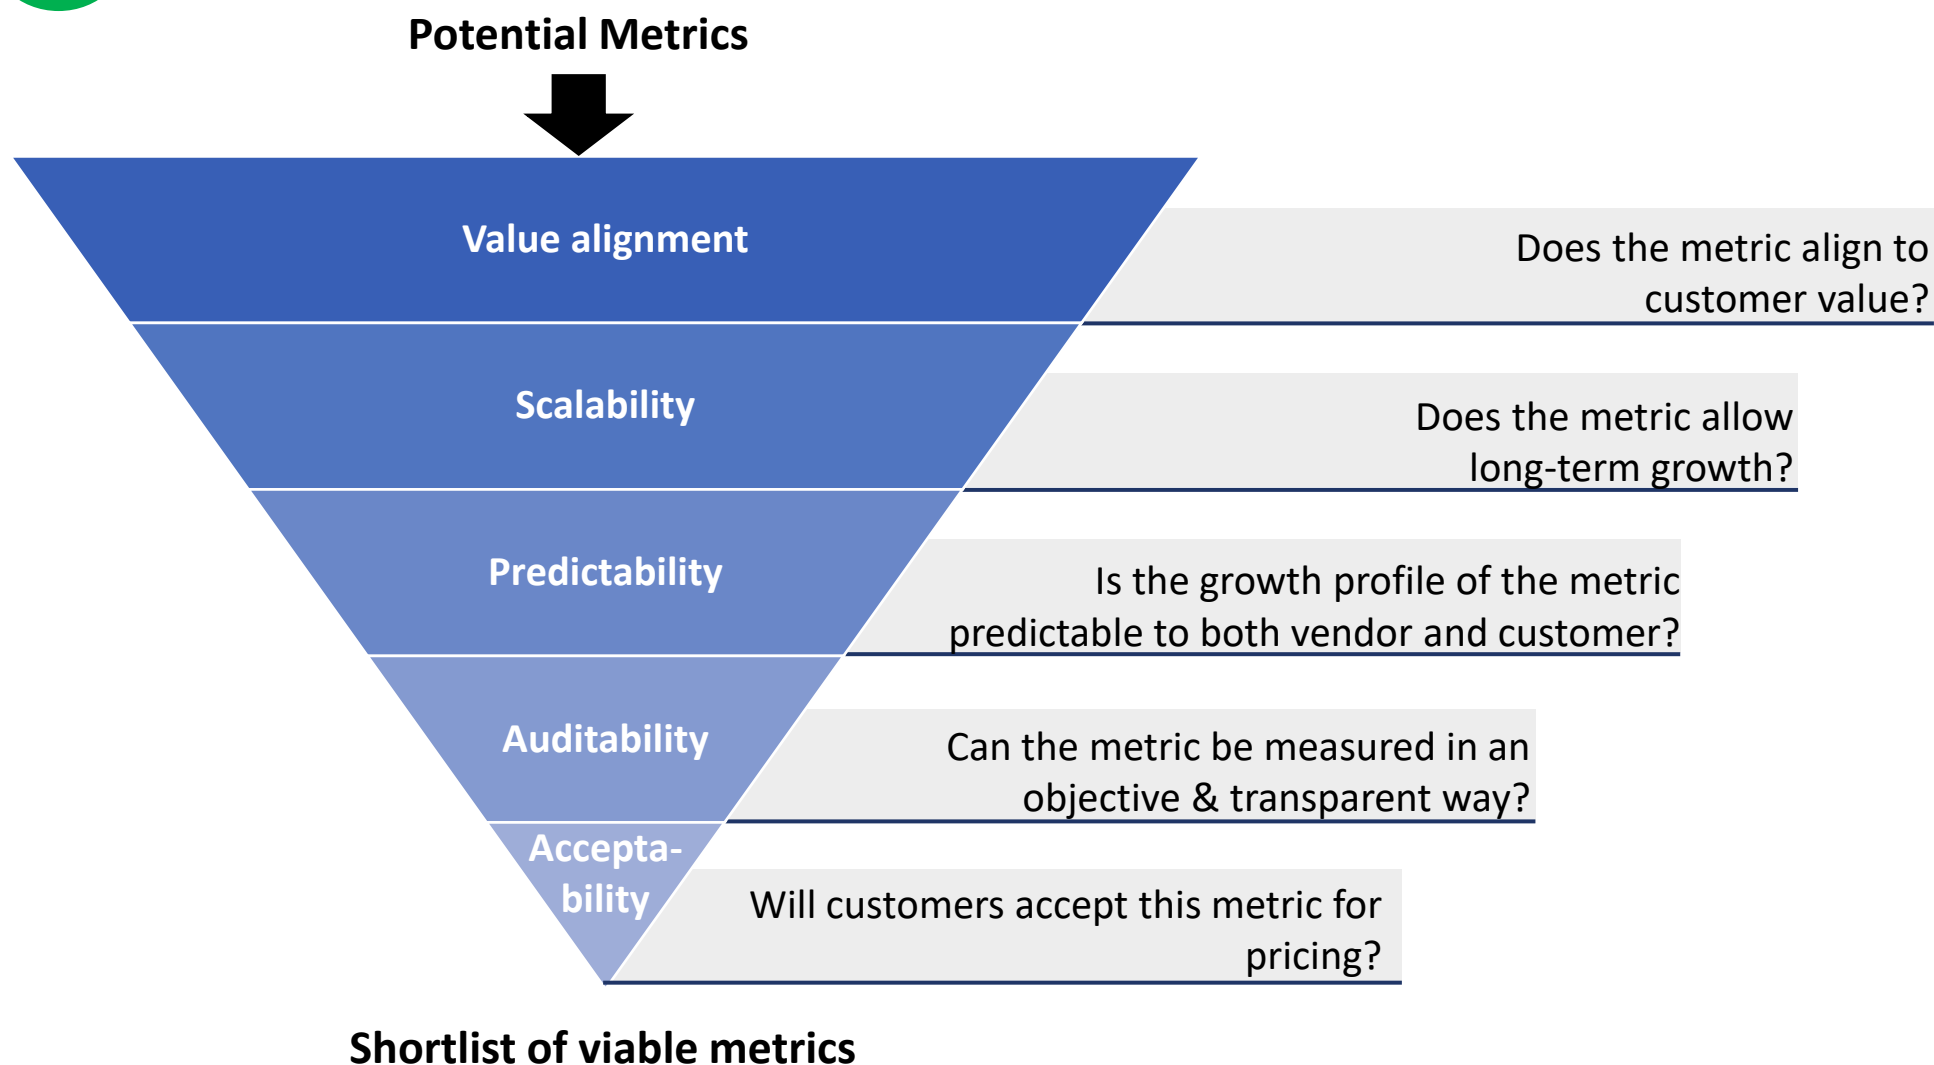 Potential Metrics
Value alignment
Does the metric align to
customer value?
Scalability
Does the metric allow
long-term growth?
Predictability
Is the growth profile of the metric
predictable to both vendor and customer?
Auditability
Can the metric be measured in an
objective & transparent way?
Accepta-
bility
Will customers accept this metric for
pricing?
Shortlist of viable metrics